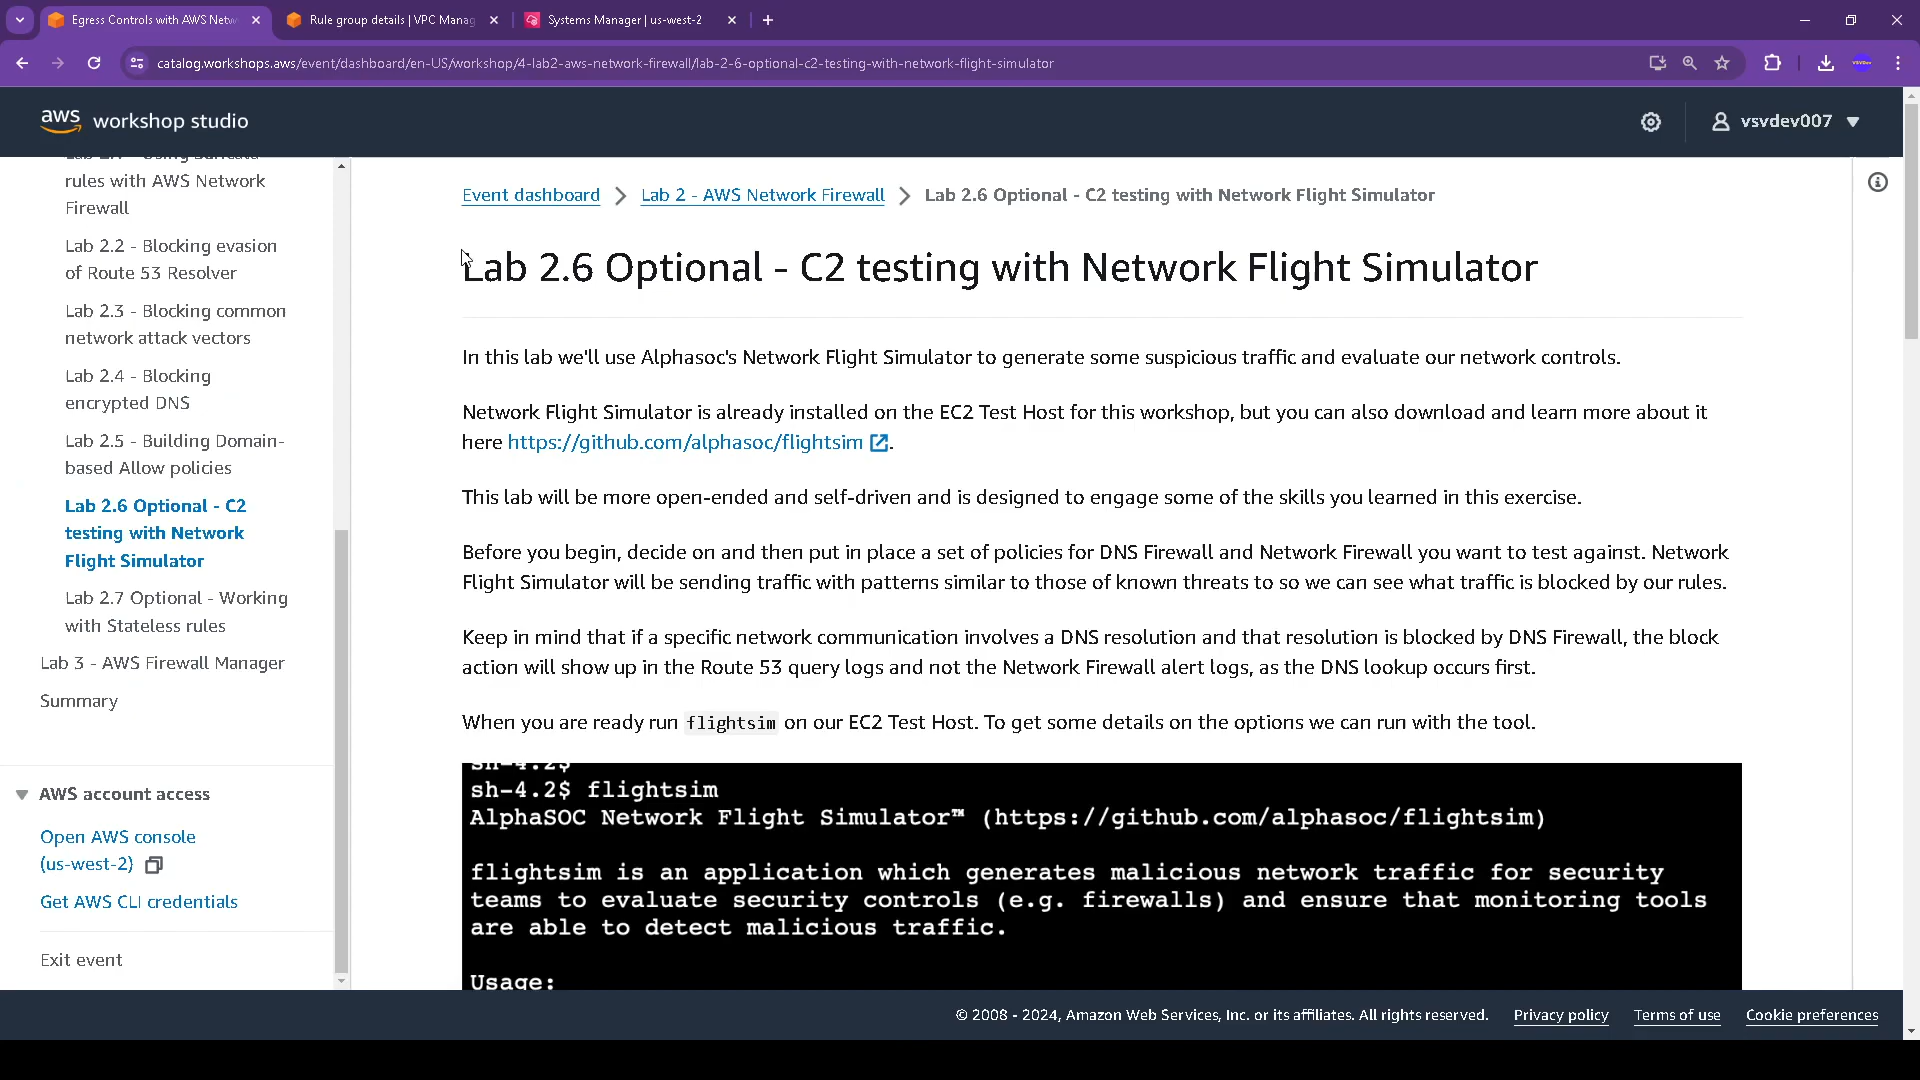 Egress Controls with AWS Netw
Rule group details | VPC Manag
Systems Manager | us-west-2
catalog.workshops.aws/event/dashboard/en-US/workshop/4-lab2-aws-network-firewall/lab-2-6-optional-c2-testing-with-network-flight-simulator
aws workshop studio
vsvdev007
Lab 2.1 - Using Suricata
rules with AWS Network
Firewall
Lab 2.2 - Blocking evasion
of Route 53 Resolver
Lab 2.3 - Blocking common
network attack vectors
Lab 2.4 - Blocking
encrypted DNS
Lab 2.5 - Building Domain-
based Allow policies
Lab 2.6 Optional - C2
testing with Network
Flight Simulator
Lab 2.7 Optional - Working
with Stateless rules
Lab 3 - AWS Firewall Manager
Summary
AWS account access
Open AWS console
(us-west-2)
Get AWS CLI credentials
Exit event
Event dashboard > Lab 2 - AWS Network Firewall > Lab 2.6 Optional - C2 testing with Network Flight Simulator
Lab 2.6 Optional - C2 testing with Network Flight Simulator
In this lab we'll use Alphasoc's Network Flight Simulator to generate some suspicious traffic and evaluate our network controls.
Network Flight Simulator is already installed on the EC2 Test Host for this workshop, but you can also download and learn more about it
here https://github.com/alphasoc/flightsim.
This lab will be more open-ended and self-driven and is designed to engage some of the skills you learned in this exercise.
Before you begin, decide on and then put in place a set of policies for DNS Firewall and Network Firewall you want to test against. Network
Flight Simulator will be sending traffic with patterns similar to those of known threats to so we can see what traffic is blocked by our rules.
Keep in mind that if a specific network communication involves a DNS resolution and that resolution is blocked by DNS Firewall, the block
action will show up in the Route 53 query logs and not the Network Firewall alert logs, as the DNS lookup occurs first.
When you are ready run flightsim on our EC2 Test Host. To get some details on the options we can run with the tool.
sh-4.2$
sh-4.2$ flightsim
AlphaSOC Network Flight Simulator™ (https://github.com/alphasoc/flightsim)
flightsim is an application which generates malicious network traffic for security
teams to evaluate security controls (e.g. firewalls) and ensure that monitoring tools
are able to detect malicious traffic.
Usage:
© 2008 - 2024, Amazon Web Services, Inc. or its affiliates. All rights reserved.
Privacy policy
Terms of use
Cookie preferences